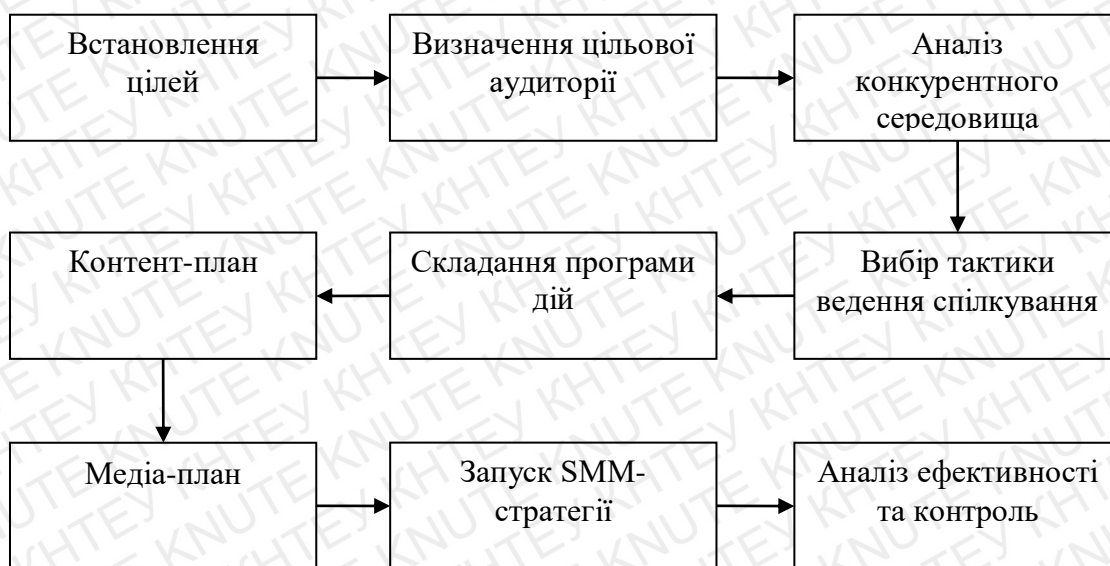 Встановлення
цілей
Визначення цільової
аудиторії
Аналіз
конкурентного
середовища
Вибір тактики
ведення спілкування
Складання програми
дій
Контент-план
Медіа-план
Запуск SMM-
стратегії
Аналіз ефективності
та контроль